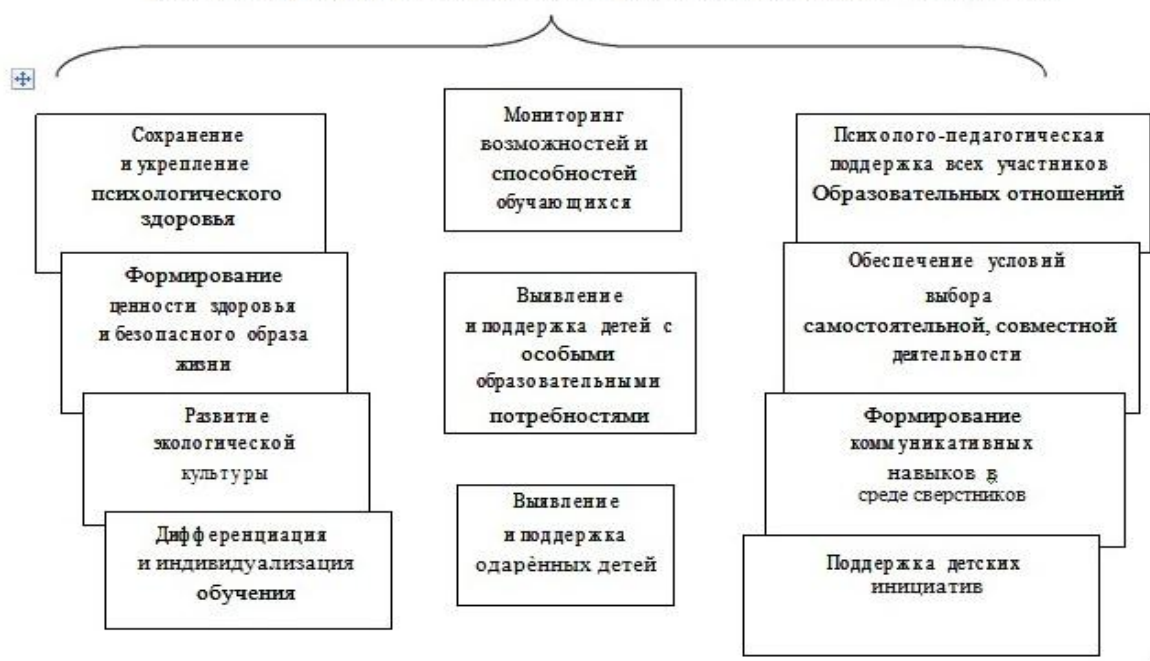 Сохранение
и укрепление
психологического
здоровья
Формирование
ценности здоровья
и безопасного образа
жизни
Развитие
экологической
культуры
Дифференциация
и индивидуализация
обучения
Мониторинг
возможностей и
способностей
обучающихся
Выявление
и поддержка детей с
особыми
образовательными
потребностями
Выявление
и поддержка
одарённых детей
Психолого-педагогическая
поддержка всех участников
Образовательных отношений
Обеспечение условий
выбора
самостоятельной, совместной
деятельности
Формирование
коммуникативных
навыков в
среде сверстников
Поддержка детских
инициатив